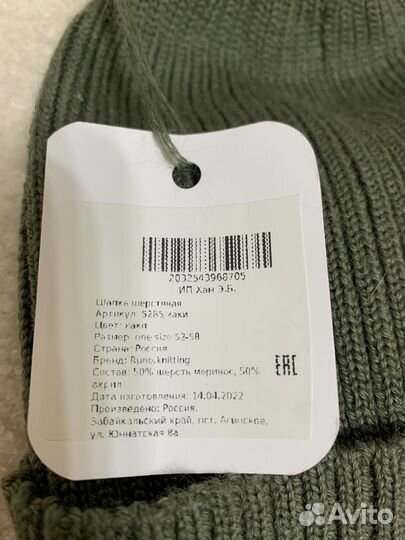 2032543968705
ИП Хан Э.Б.
Шапка шерстяная
Артикул: S285,хаки
Цвет: хаки
Размер: one size 52-58
Страна: Россия
Бренд: Runo.knitting
Состав: 50% шерсть меринос, 50%
акрил
Дата изготовления: 14.04.2022
Произведено: Россия.
Забайкальский край, пгт. Агинское,
ул. Юннатская 8а
EAC
Avito